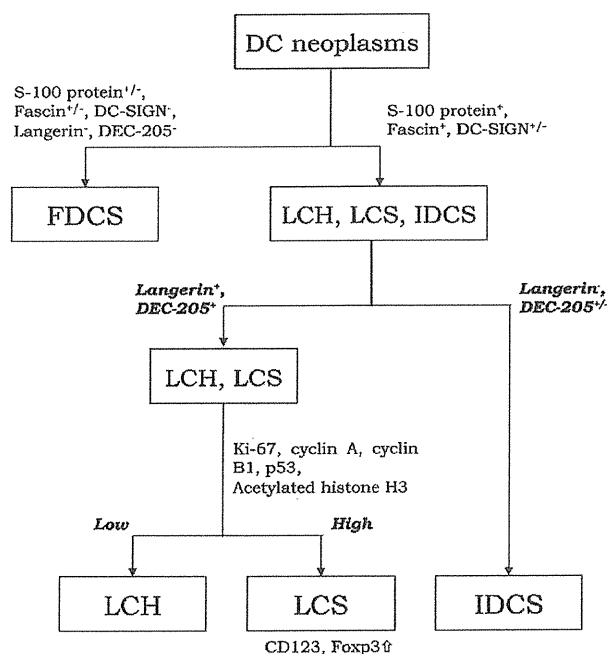 DC neoplasms
S-100 protein⁺/⁻,
Fascin⁺/⁻, DC-SIGN⁻,
Langerin⁻, DEC-205⁻
S-100 protein⁺,
Fascin⁺, DC-SIGN⁺/⁻
FDCS
LCH, LCS, IDCS
Langerin⁺,
DEC-205⁺
Langerin⁻,
DEC-205⁺/⁻
LCH, LCS
Ki-67, cyclin A, cyclin
B1, p53,
Acetylated histone H3
Low
High
LCH
LCS
IDCS
CD123, Foxp3⇧